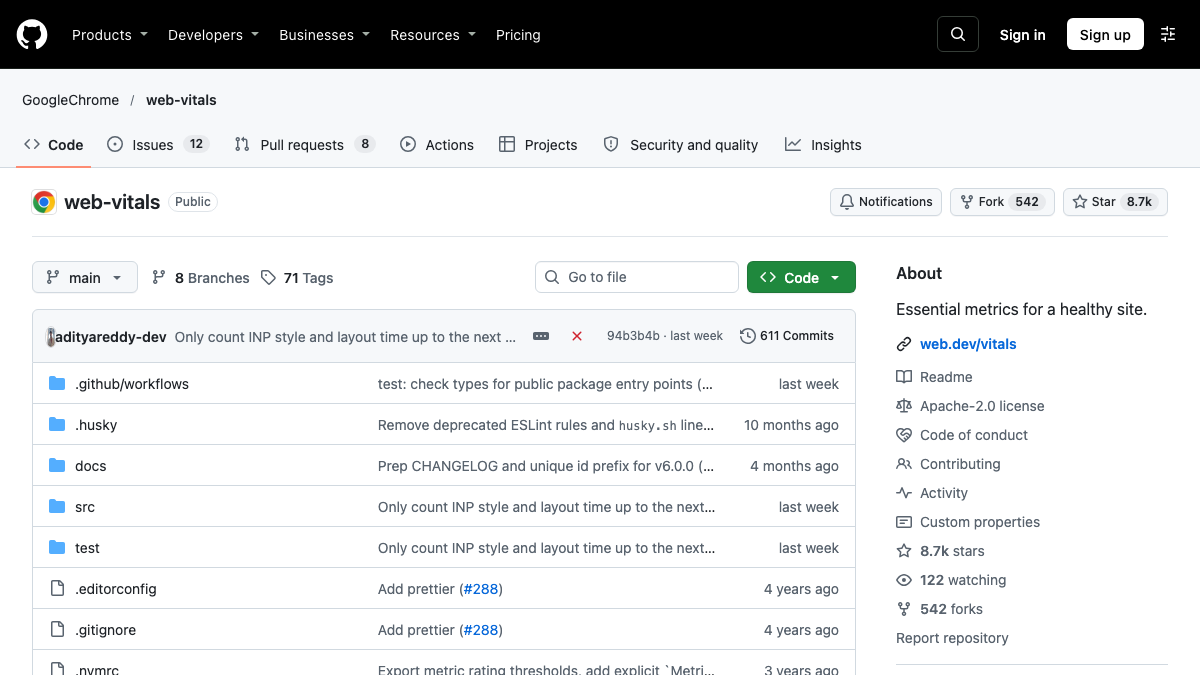 Products Developers Businesses Resources Pricing Sign in Sign up
GoogleChrome / web-vitals
Code Issues 12 Pull requests 8 Actions Projects Security and quality Insights
web-vitals Public Notifications Fork 542 Star 8.7k
main 8 Branches 71 Tags Go to file Code
adityareddy-dev Only count INP style and layout time up to the next ... 94b3b4b · last week 611 Commits
.github/workflows test: check types for public package entry points (... last week
.husky Remove deprecated ESLint rules and husky.sh line... 10 months ago
docs Prep CHANGELOG and unique id prefix for v6.0.0 (... 4 months ago
src Only count INP style and layout time up to the next... last week
test Only count INP style and layout time up to the next... last week
.editorconfig Add prettier (#288) 4 years ago
.gitignore Add prettier (#288) 4 years ago
.nvmrc Export metric rating thresholds, add explicit `Metri... 3 years ago
About
Essential metrics for a healthy site.
web.dev/vitals
Readme
Apache-2.0 license
Code of conduct
Contributing
Activity
Custom properties
8.7k stars
122 watching
542 forks
Report repository